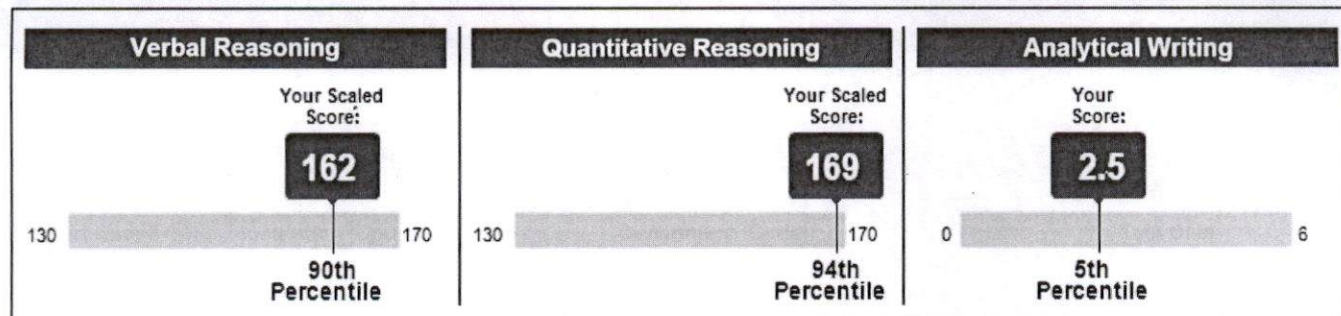 Verbal Reasoning
Your Scaled
Score:
162
130
170
90th
Percentile
Quantitative Reasoning
Your Scaled
Score:
169
130
170
94th
Percentile
Analytical Writing
Your
Score:
2.5
0
6
5th
Percentile